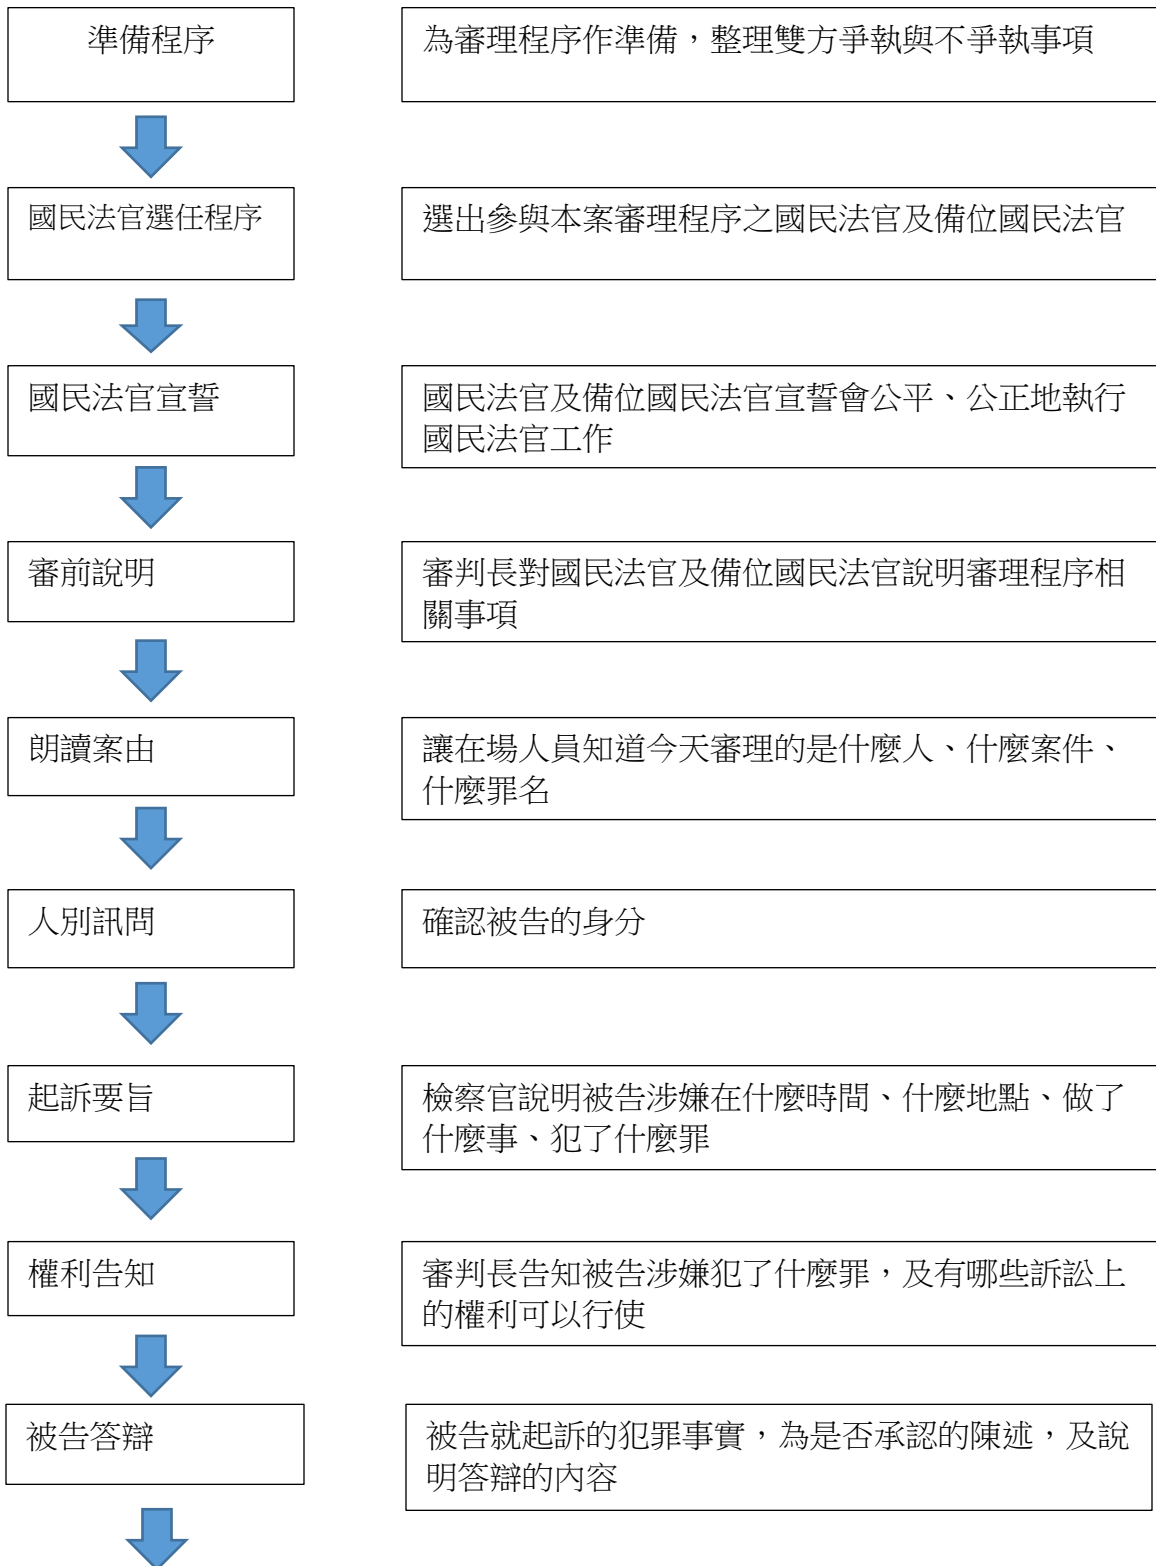 準備程序
為審理程序作準備，整理雙方爭執與不爭執事項
國民法官選任程序
選出參與本案審理程序之國民法官及備位國民法官
國民法官宣誓
國民法官及備位國民法官宣誓會公平、公正地執行
國民法官工作
審前說明
審判長對國民法官及備位國民法官說明審理程序相
關事項
朗讀案由
讓在場人員知道今天審理的是什麼人、什麼案件、
什麼罪名
人別訊問
確認被告的身分
起訴要旨
檢察官說明被告涉嫌在什麼時間、什麼地點、做了
什麼事、犯了什麼罪
權利告知
審判長告知被告涉嫌犯了什麼罪，及有哪些訴訟上
的權利可以行使
被告答辯
被告就起訴的犯罪事實，為是否承認的陳述，及說
明答辯的內容